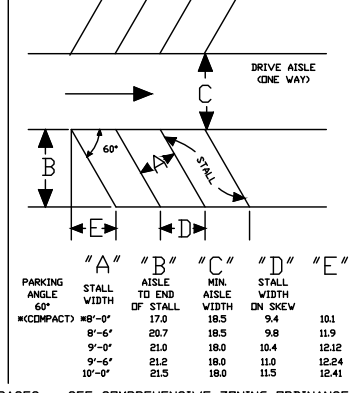 DRIVE AISLE
(ONE WAY)
C
60°
B
A
STALL
E
D
"A" "B" "C" "D" "E"
PARKING ANGLE 60° STALL WIDTH AISLE TO END OF STALL MIN. AISLE WIDTH STALL WIDTH ON SKEW
*(COMPACT) *8'-0" 17.0 18.5 9.4 10.1
8'-6" 20.7 18.5 9.8 11.9
9'-0" 21.0 18.0 10.4 12.12
9'-6" 21.2 18.0 11.0 12.24
10'-0" 21.5 18.0 11.5 12.41
SEE COMPREHENSIVE ZONING ORDINANCE